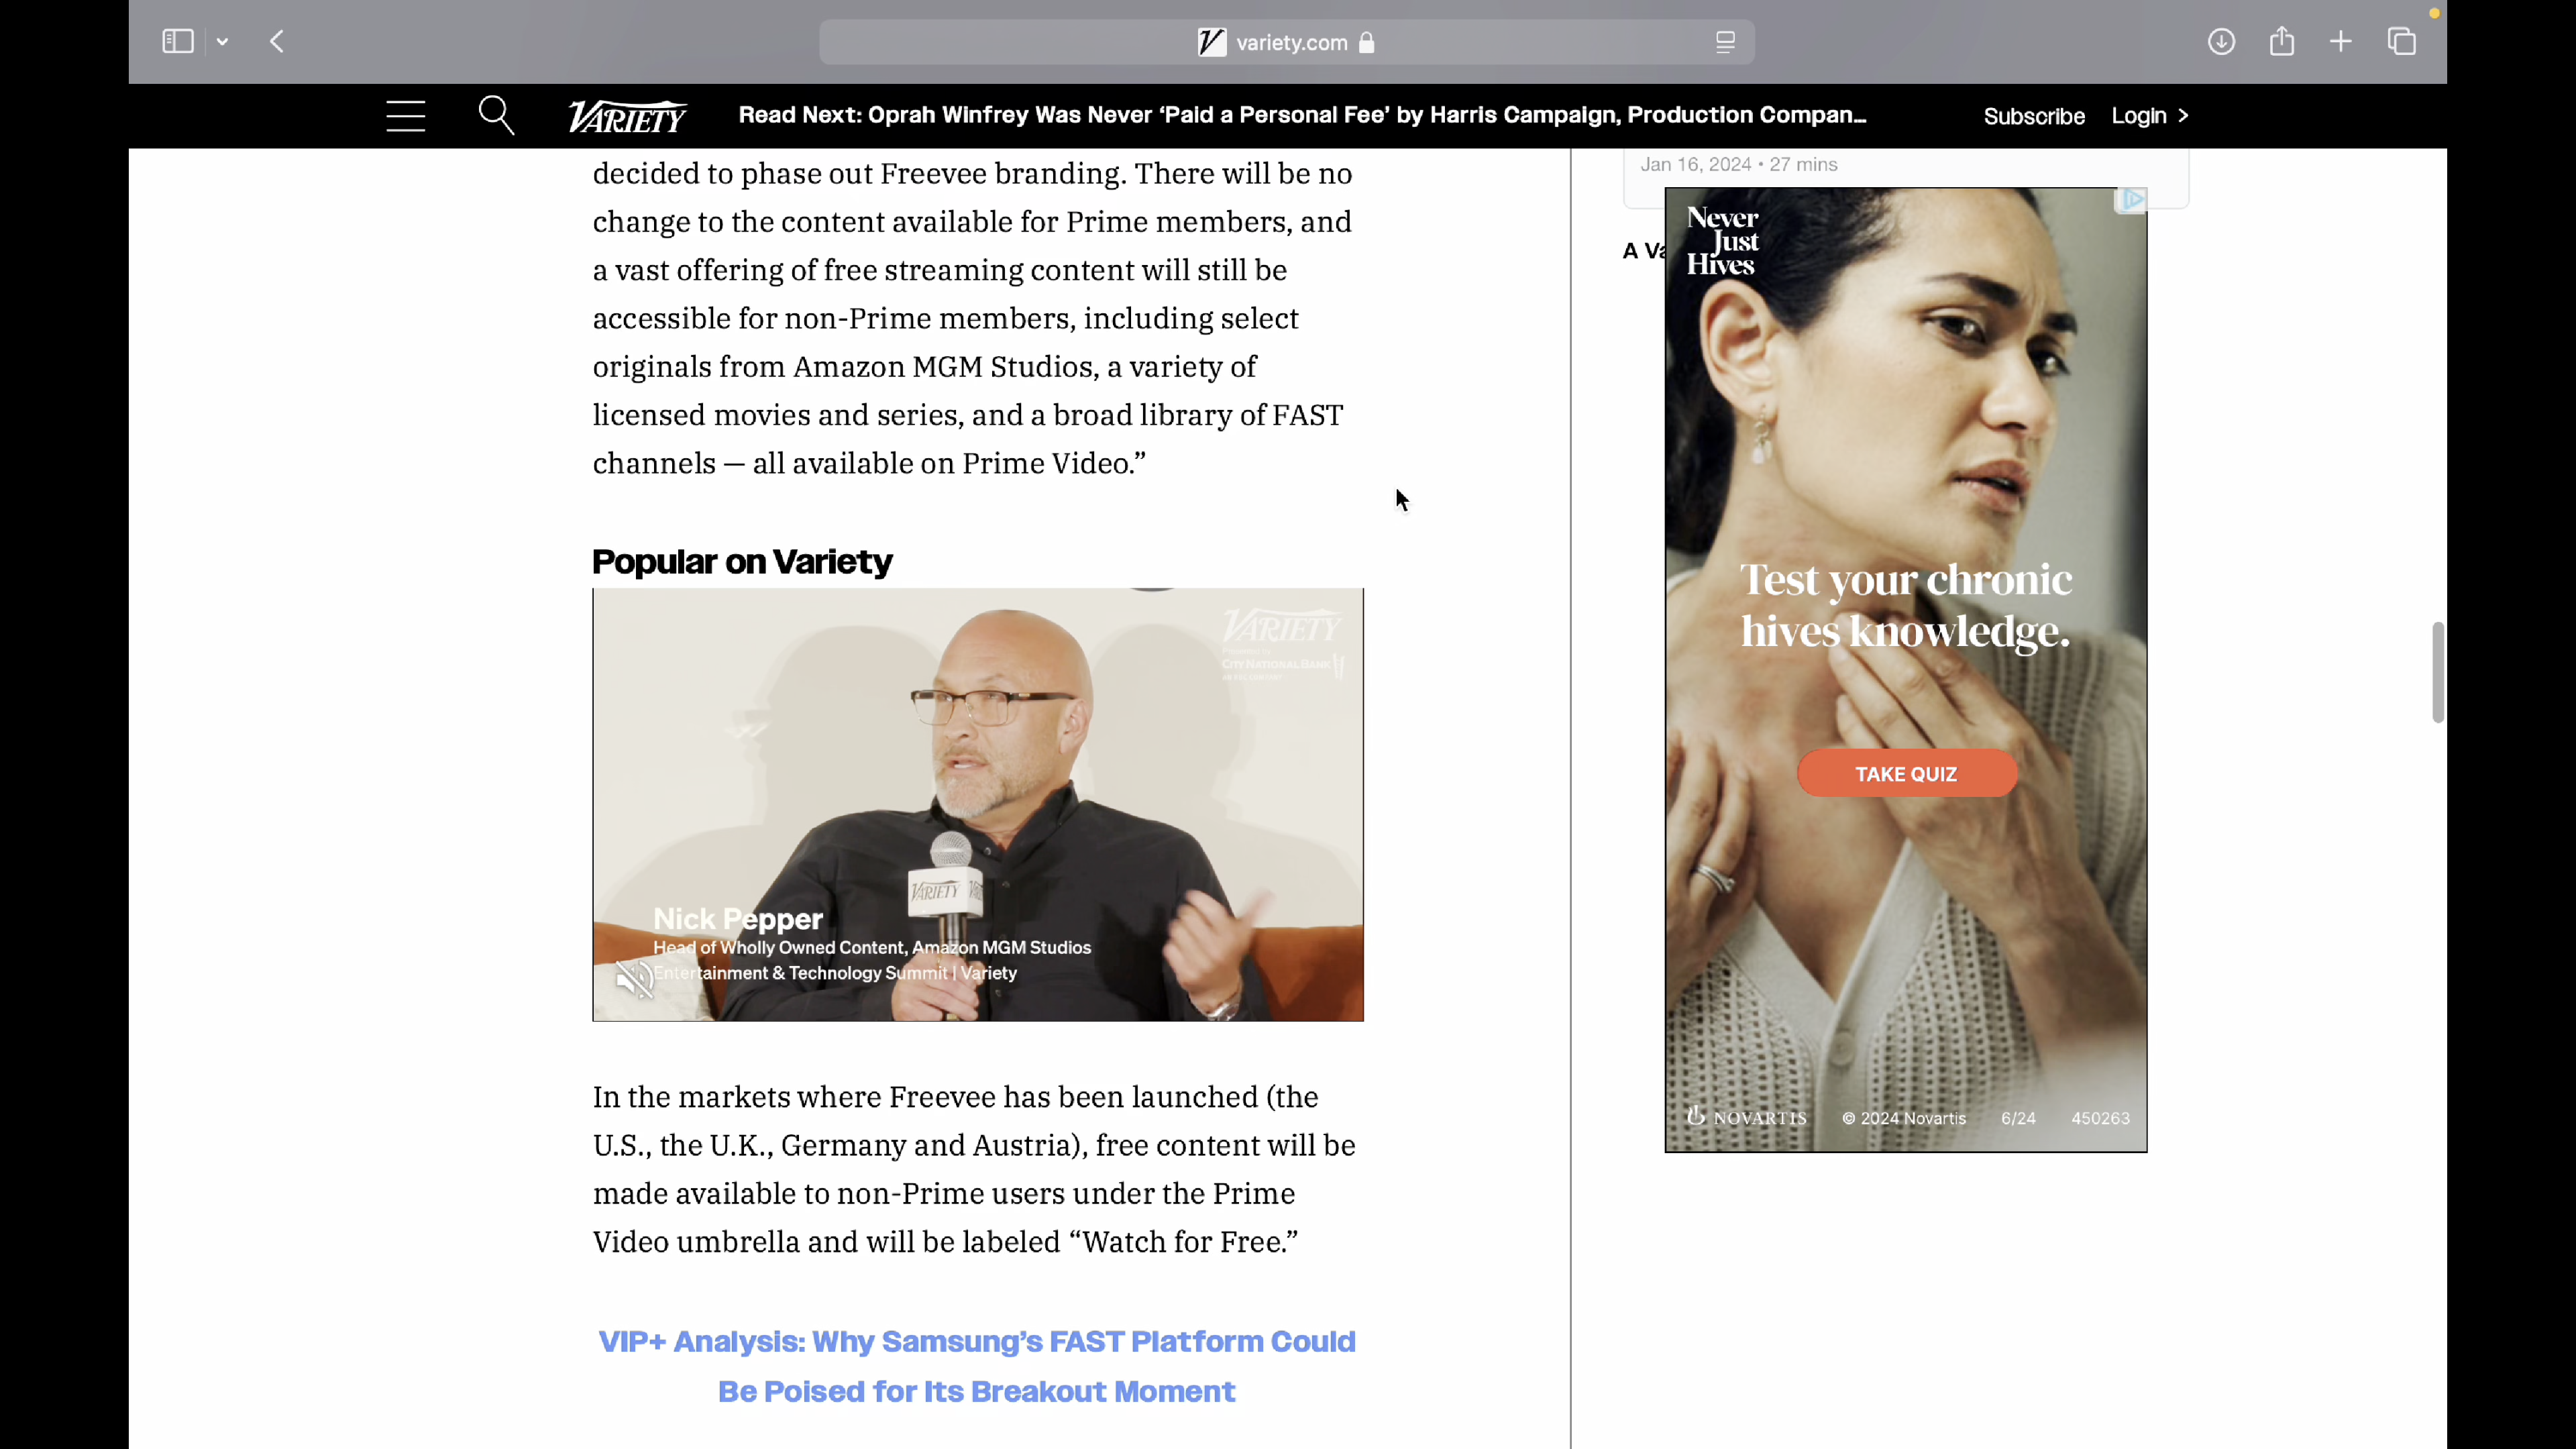 variety.com
VARIETY
Read Next: Oprah Winfrey Was Never ‘Paid a Personal Fee’ by Harris Campaign, Production Compan...
Subscribe
Login >
decided to phase out Freevee branding. There will be no
change to the content available for Prime members, and
a vast offering of free streaming content will still be
accessible for non-Prime members, including select
originals from Amazon MGM Studios, a variety of
licensed movies and series, and a broad library of FAST
channels — all available on Prime Video.”
Popular on Variety
VARIETY
Presented by
CITY NATIONAL BANK
VARIETY
Nick Pepper
Head of Wholly Owned Content, Amazon MGM Studios
Entertainment & Technology Summit | Variety
In the markets where Freevee has been launched (the
U.S., the U.K., Germany and Austria), free content will be
made available to non-Prime users under the Prime
Video umbrella and will be labeled “Watch for Free.”
VIP+ Analysis: Why Samsung’s FAST Platform Could
Be Poised for Its Breakout Moment
Jan 16, 2024 • 27 mins
A Va
Never
Just
Hives
Test your chronic
hives knowledge.
TAKE QUIZ
NOVARTIS
© 2024 Novartis
6/24
450263